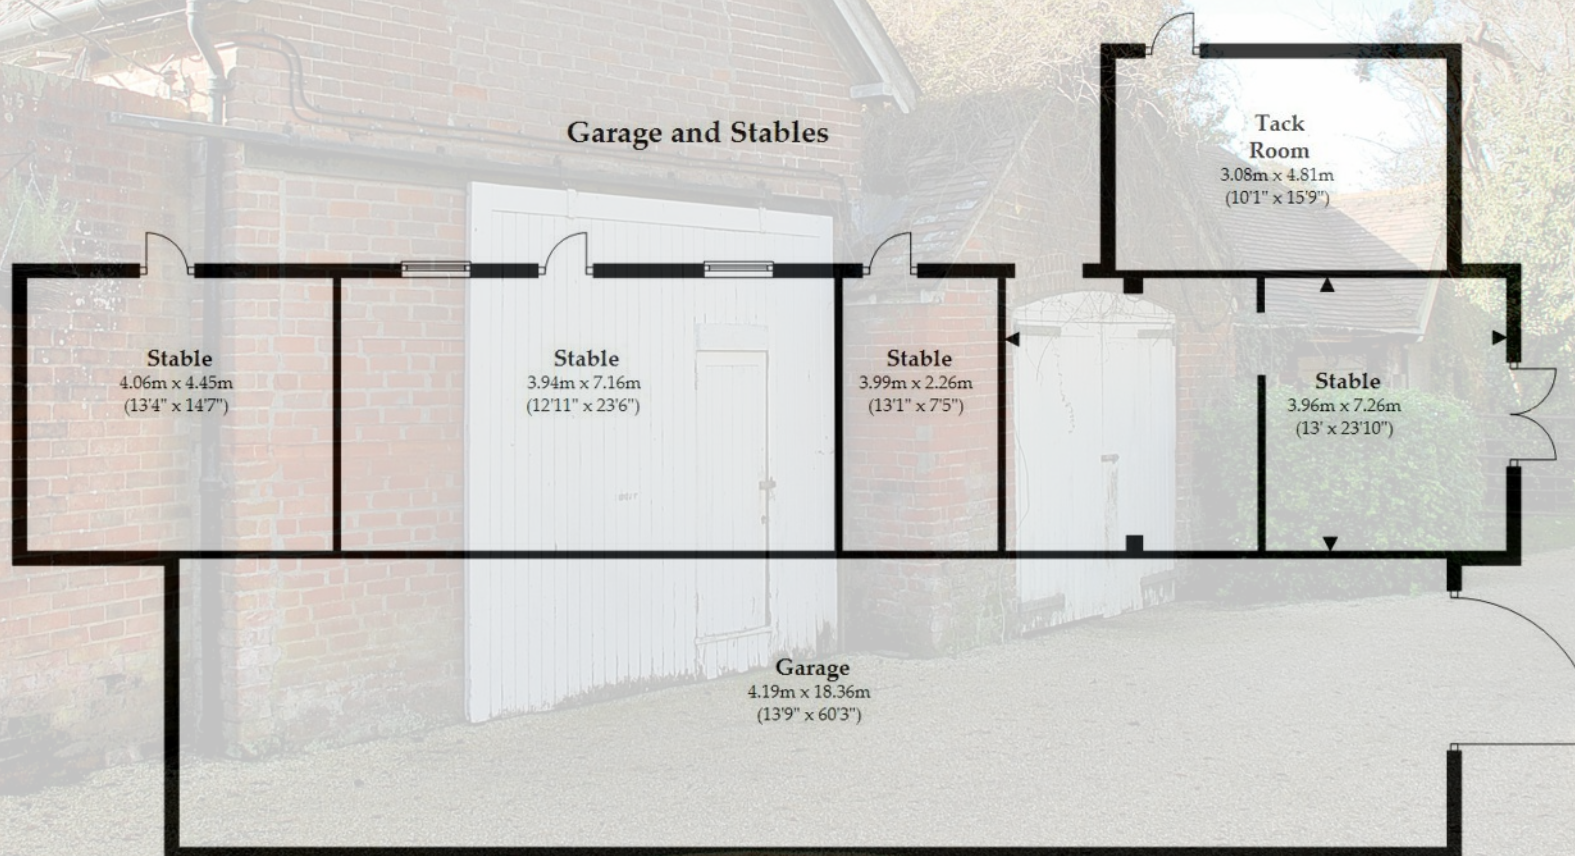 Garage and Stables
Tack
Room
3.08m x 4.81m
(10'1" x 15'9")
Stable
4.06m x 4.45m
(13'4" x 14'7")
Stable
3.94m x 7.16m
(12'11" x 23'6")
Stable
3.99m x 2.26m
(13'1" x 7'5")
Stable
3.96m x 7.26m
(13' x 23'10")
Garage
4.19m x 18.36m
(13'9" x 60'3")